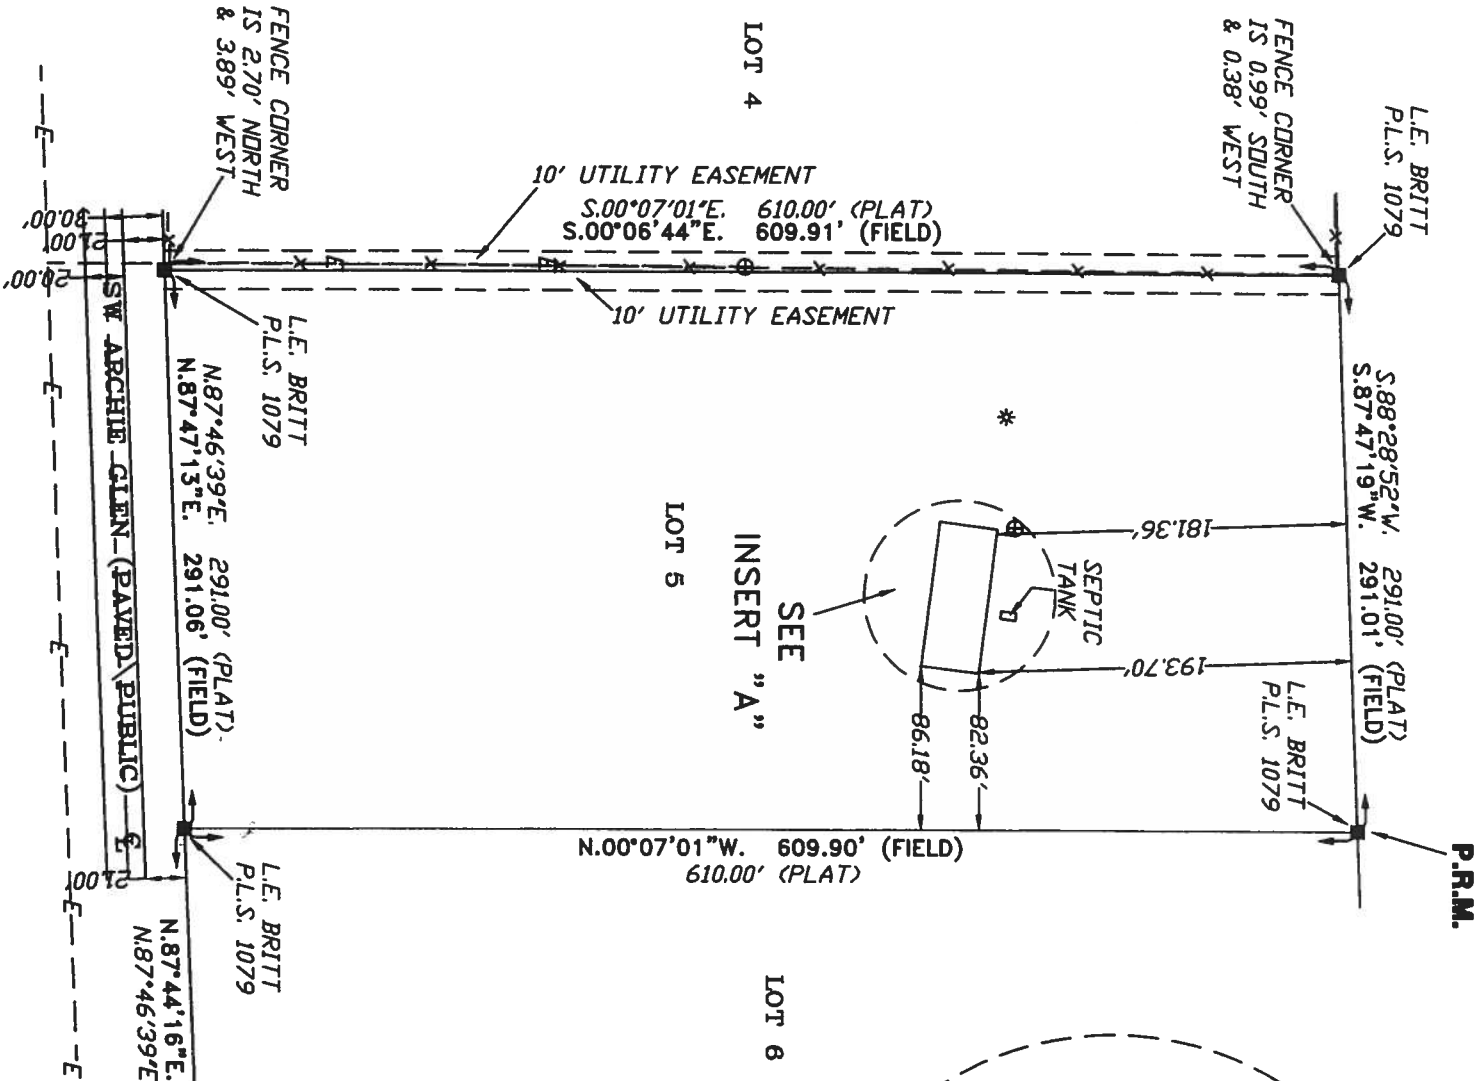 L.E. BRITT
P.L.S. 1079
FENCE CORNER
IS 0.99' SOUTH
& 0.38' WEST
LOT 4
FENCE CORNER
IS 2.70' NORTH
& 3.89' WEST
10' UTILITY EASEMENT
S.00°07'01"E. 610.00' (PLAT)
S.00°06'44"E. 609.91' (FIELD)
10' UTILITY EASEMENT
30.00'
21.00'
20.00'
S.88°28'52"W. 291.00' (PLAT)
S.87°47'19"W. 291.01' (FIELD)
181.36'
193.70'
SEPTIC
TANK
SEE
INSERT "A"
LOT 5
82.36'
86.18'
L.E. BRITT
P.L.S. 1079
L.E. BRITT
P.L.S. 1079
N.87°46'39"E. 291.00' (PLAT)
N.87°47'13"E. 291.06' (FIELD)
SW ARCHIE GLEN (PAVED\PUBLIC) ℄
E
E
E
E
E
E
E
P.R.M.
N.00°07'01"W. 609.90' (FIELD)
610.00' (PLAT)
L.E. BRITT
P.L.S. 1079
21.00'
LOT 6
N.87°44'16"E.
N.87°46'39"E